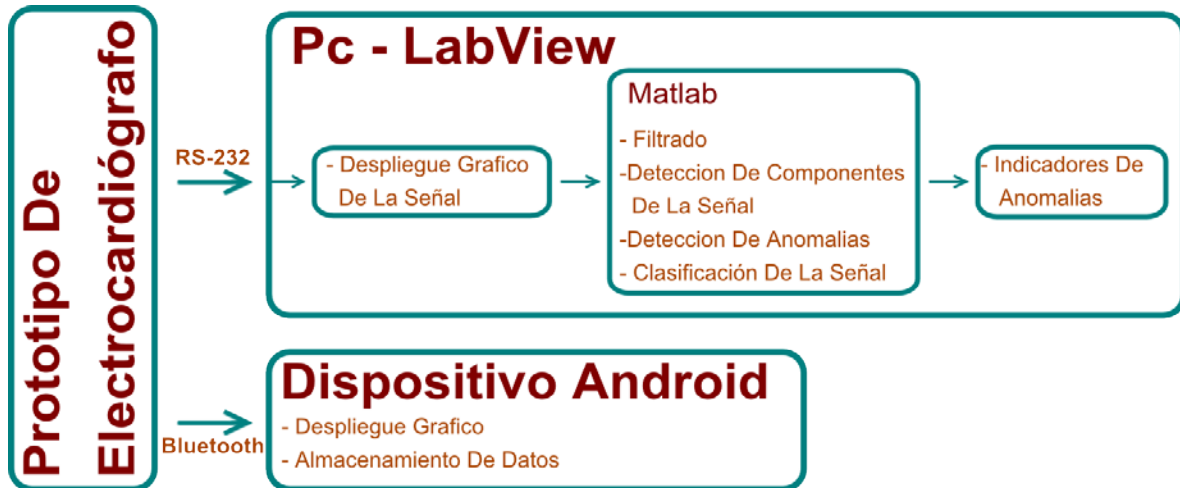 Prototipo De
Electrocardiógrafo
RS-232
Bluetooth
Pc - LabView
- Despliegue Grafico
De La Señal
Matlab
- Filtrado
-Deteccion De Componentes
De La Señal
-Deteccion De Anomalias
- Clasificación De La Señal
- Indicadores De
Anomalias
Dispositivo Android
- Despliegue Grafico
- Almacenamiento De Datos